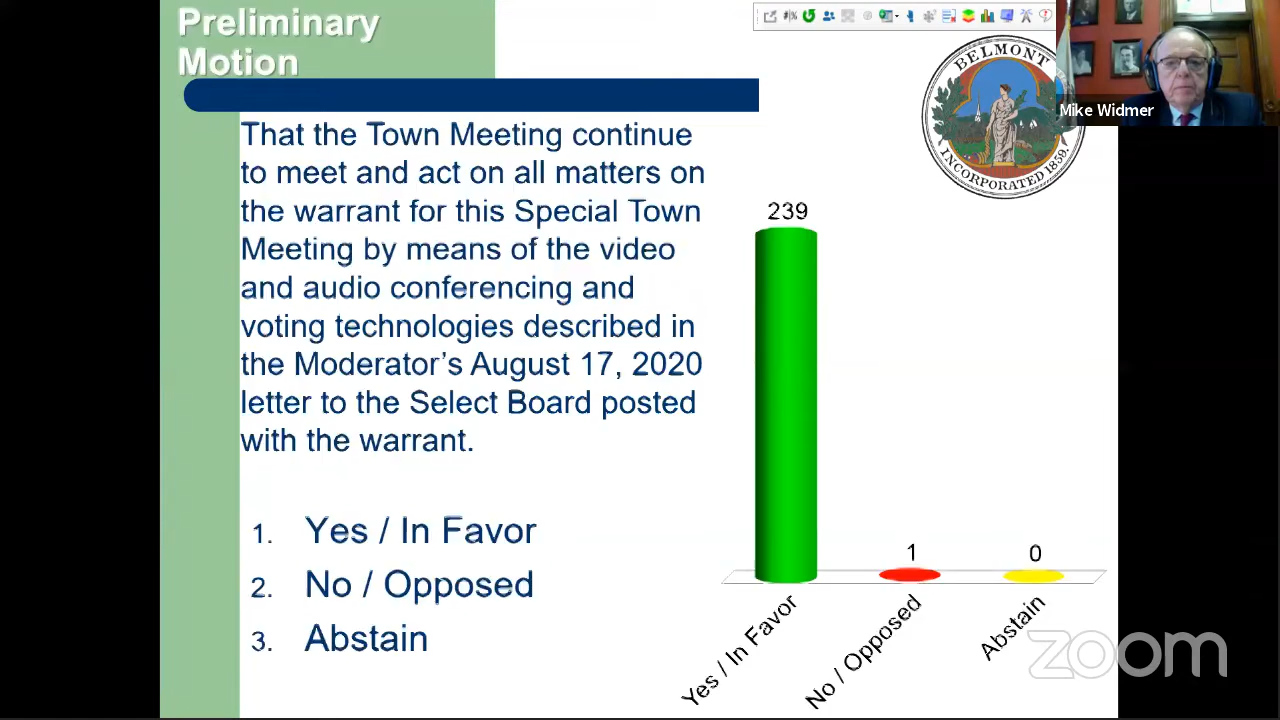 Preliminary
Motion
That the Town Meeting continue
to meet and act on all matters on
the warrant for this Special Town
Meeting by means of the video
and audio conferencing and
voting technologies described in
the Moderator’s August 17, 2020
letter to the Select Board posted
with the warrant.
1. Yes / In Favor
2. No / Opposed
3. Abstain
BELMONT
INCORPORATED 1859.
Mike Widmer
239
1
0
Yes / In Favor
No / Opposed
Abstain
zoom